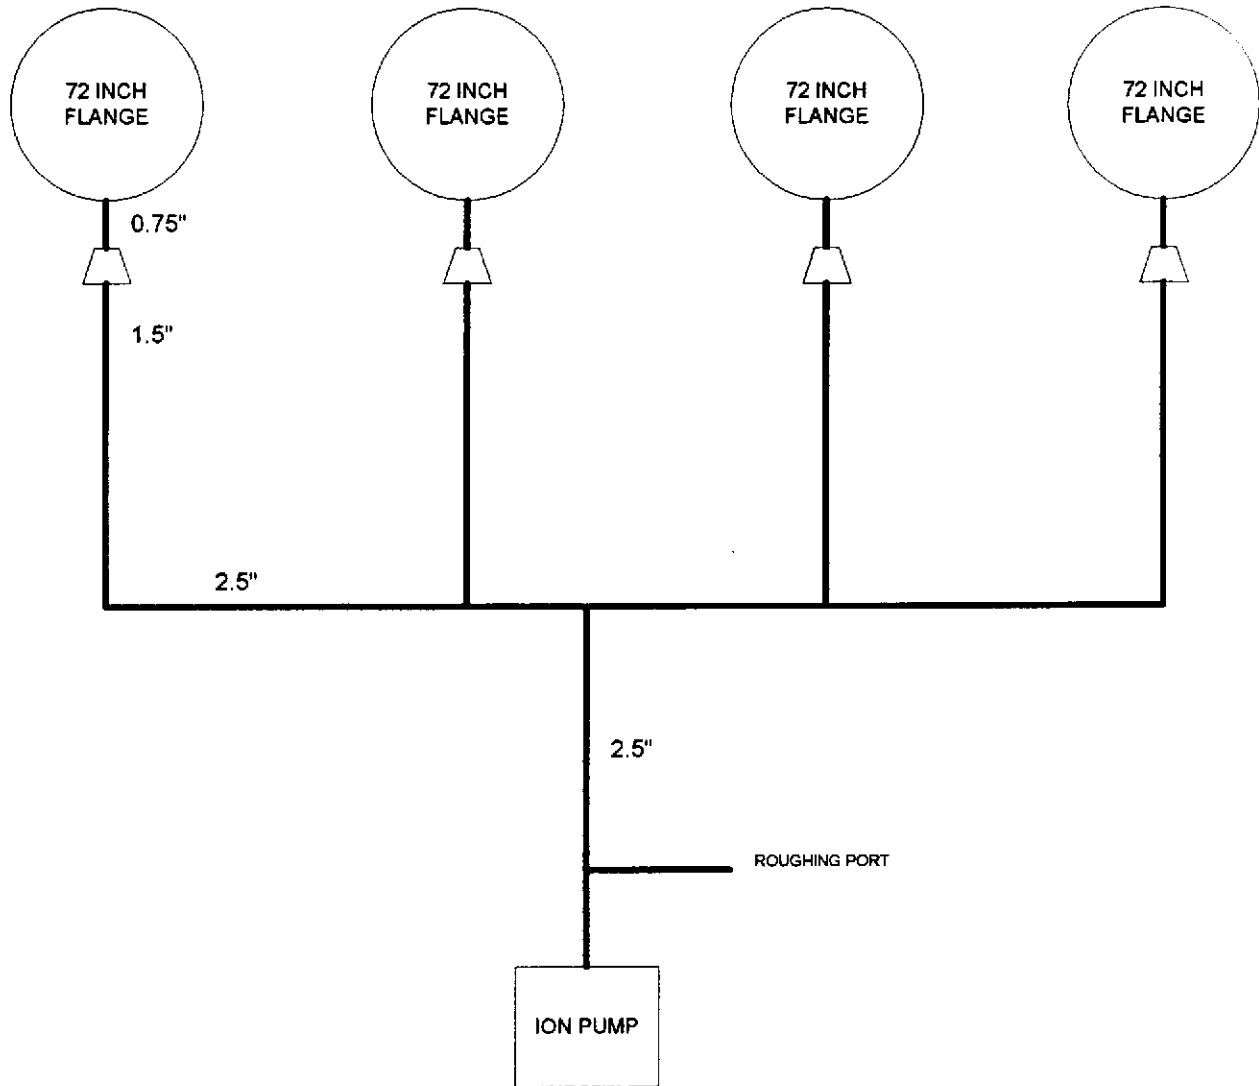 72 INCH
FLANGE
72 INCH
FLANGE
72 INCH
FLANGE
72 INCH
FLANGE
0.75"
1.5"
2.5"
2.5"
ROUGHING PORT
ION PUMP